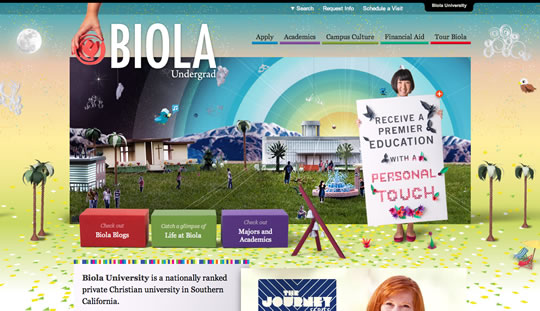 Search Request Info Schedule a Visit Biola University
BIOLA
Undergrad
Apply Academics Campus Culture Financial Aid Tour Biola
RECEIVE A
PREMIER
EDUCATION
WITH A
PERSONAL
TOUCH
Check out
Biola Blogs
Catch a glimpse of
Life at Biola
Check out
Majors and
Academics
Biola University is a nationally ranked
private Christian university in Southern
California.
THE
JOURNEY